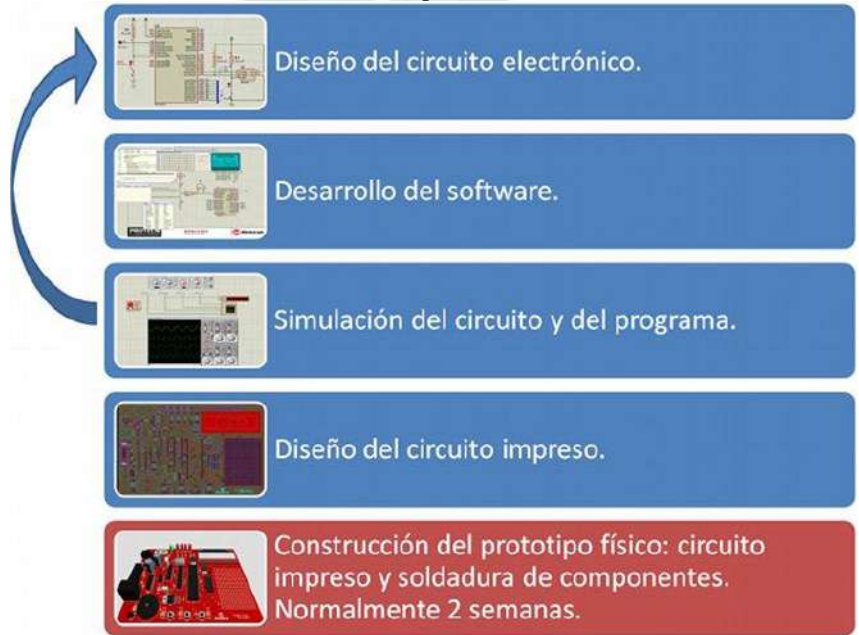 Diseño del circuito electrónico.
Desarrollo del software.
Simulación del circuito y del programa.
Diseño del circuito impreso.
Construcción del prototipo físico: circuito
impreso y soldadura de componentes.
Normalmente 2 semanas.